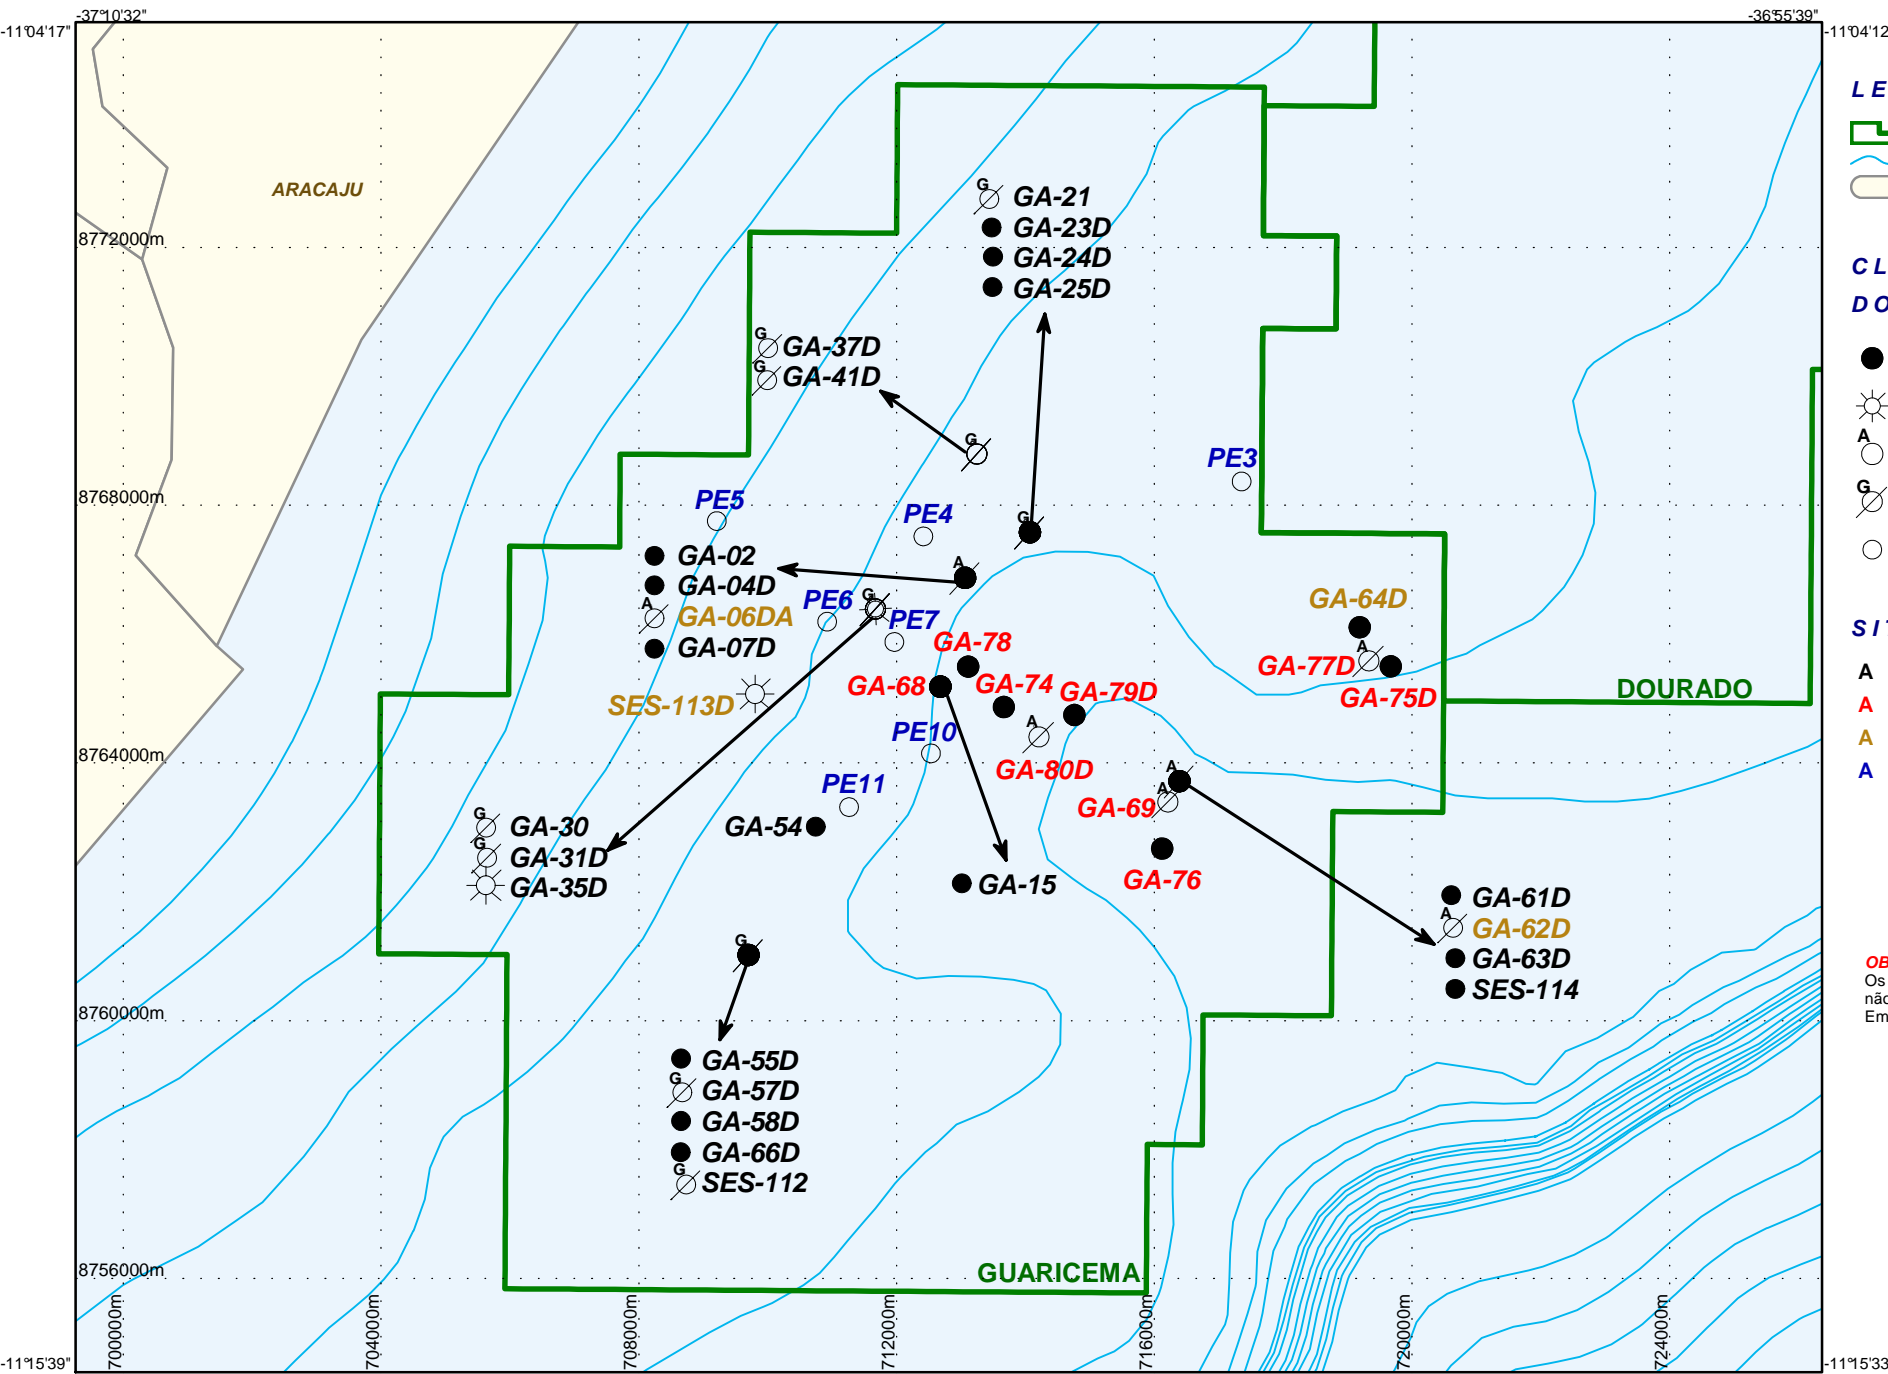 -37°10'32"
-36°55'39"
-11°04'17"
-11°04'12
L E
ARACAJU
G GA-21
GA-23D
8772000m
GA-24D
GA-25D
C L
D O
G GA-37D
G GA-41D
G
A
PE3
G
8768000m
PE5
PE4
G
GA-02
A
GA-04D
A GA-06DA
PE6
G
PE7
GA-07D
GA-64D
SI
GA-78
A
GA-77D
A
GA-68
GA-74
GA-79D
GA-75D
DOURADO
SES-113D
A
PE10
A
A
8764000m
GA-80D
A
A
PE11
A
GA-69
G GA-30
GA-54
G GA-31D
GA-35D
GA-15
GA-76
GA-61D
A GA-62D
G
GA-63D
OB
Os
SES-114
não
8760000m
Em
GA-55D
G GA-57D
GA-58D
GA-66D
G SES-112
8756000m
GUARICEMA
700000m
704000m
708000m
712000m
716000m
720000m
724000m
-11°15'39"
-11°15'33